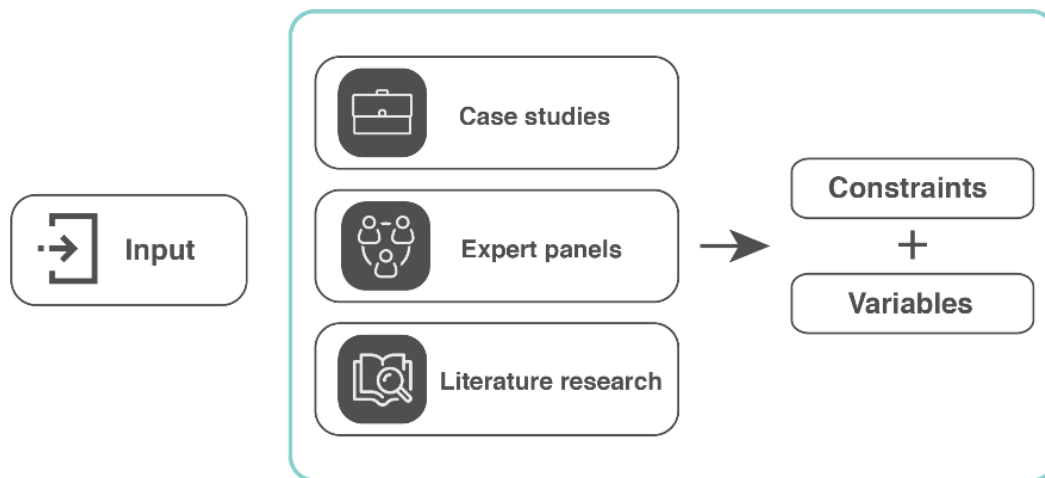 Input
Case studies
Expert panels
Literature research
Constraints
+
Variables